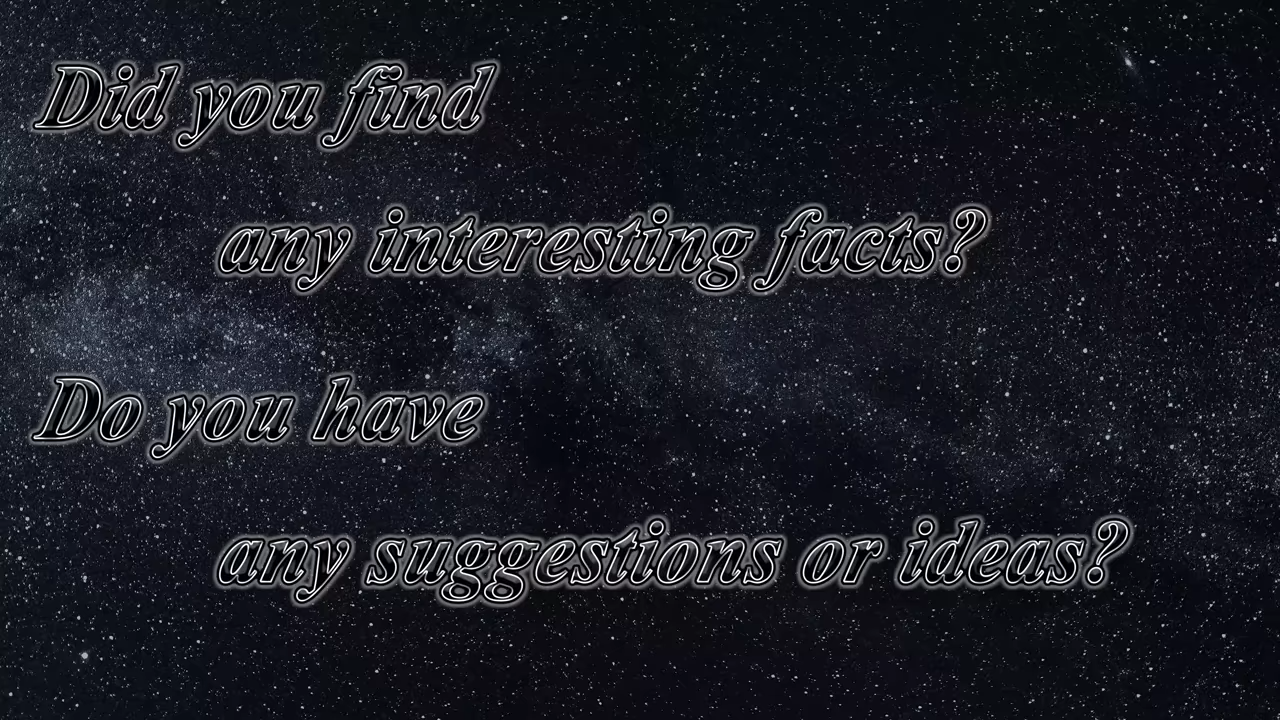 Did you find
any interesting facts?
Do you have
any suggestions or ideas?